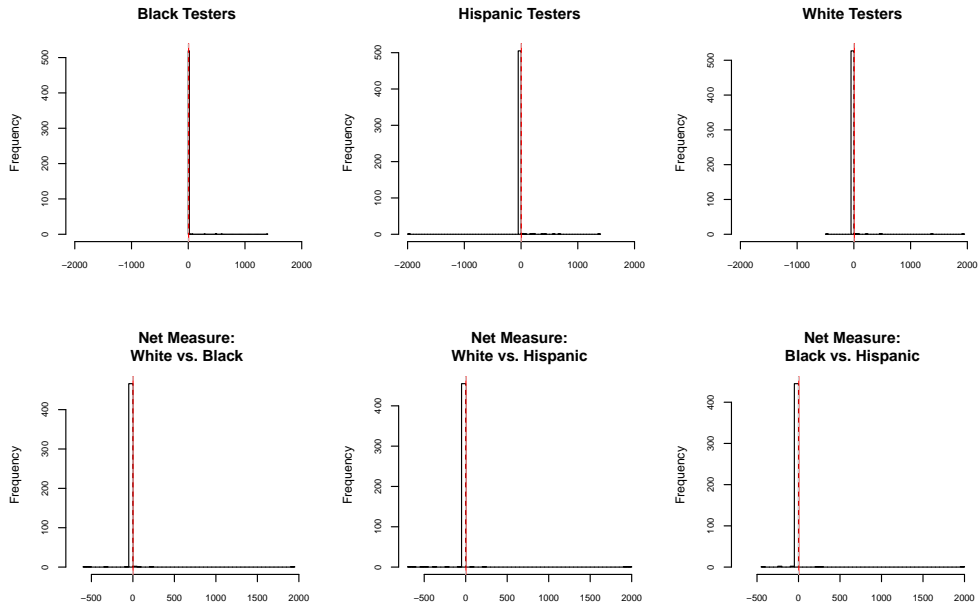 Black Testers
Frequency
0 100 200 300 400 500
−2000 −1000 0 1000 2000
Hispanic Testers
Frequency
0 100 200 300 400 500
−2000 −1000 0 1000 2000
White Testers
Frequency
0 100 200 300 400 500
−2000 −1000 0 1000 2000
Net Measure:
White vs. Black
Frequency
0 100 200 300 400
−500 0 500 1000 1500 2000
Net Measure:
White vs. Hispanic
Frequency
0 100 200 300 400
−500 0 500 1000 1500 2000
Net Measure:
Black vs. Hispanic
Frequency
0 100 200 300 400
−500 0 500 1000 1500 2000